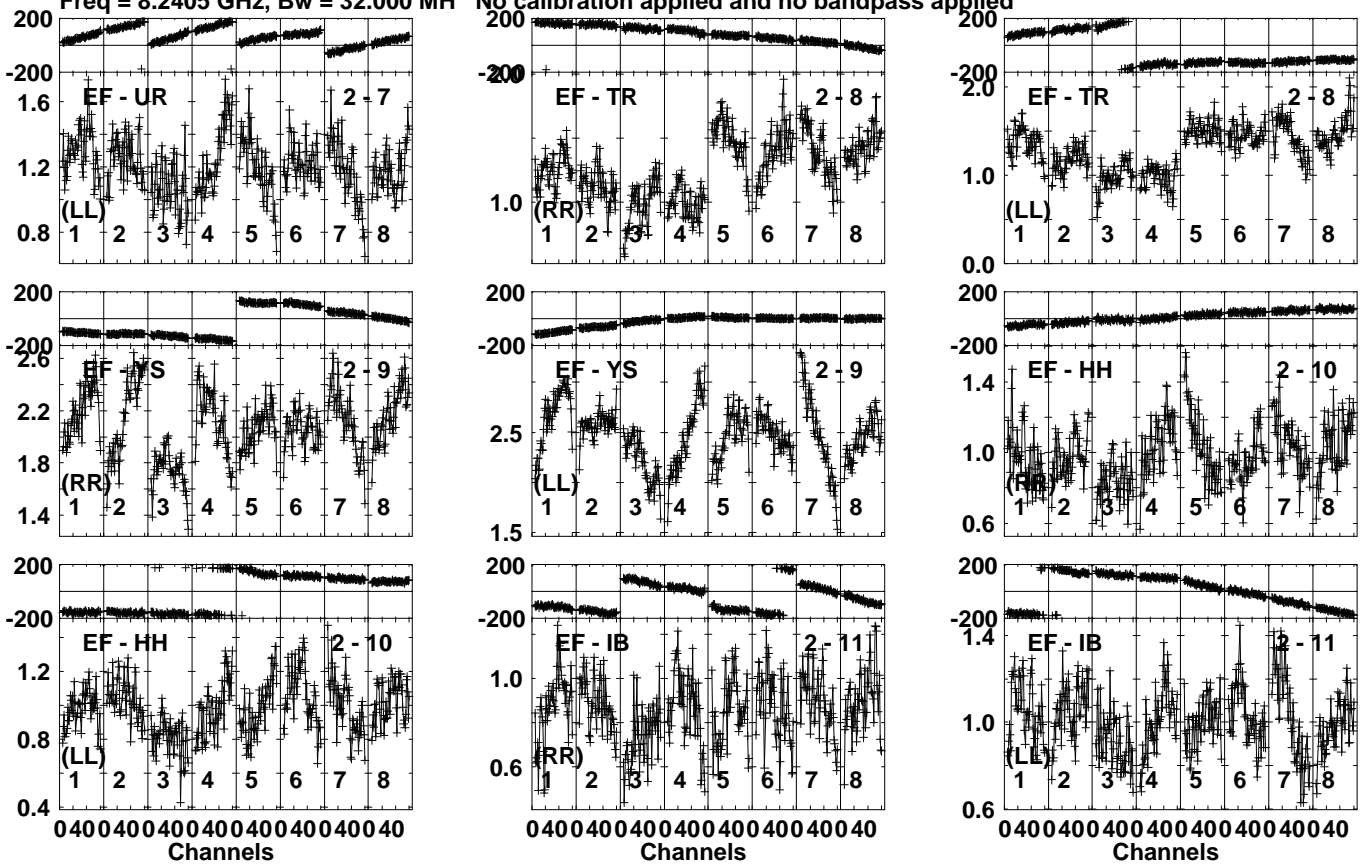 Freq = 8.2405 GHz, Bw = 32.000 MH No calibration applied and no bandpass applied
200 200 200
-200 -200 -200
EF - UR 2 - 7
1.6
1.2
0.8
(LL)
1 2 3 4 5 6 7 8
2.0
EF - TR 2 - 8
1.0
(RR)
1 2 3 4 5 6 7 8
2.0
EF - TR 2 - 8
1.0
0.0
(LL)
1 2 3 4 5 6 7 8
200 200 200
-200 -200 -200
2.6
EF - YS 2 - 9
2.2
1.8
1.4
(RR)
1 2 3 4 5 6 7 8
EF - YS 2 - 9
2.5
1.5
(LL)
1 2 3 4 5 6 7 8
EF - HH 2 - 10
1.4
1.0
0.6
(RR)
1 2 3 4 5 6 7 8
200 200 200
-200 -200 -200
EF - HH 2 - 10
1.2
0.8
0.4
(LL)
1 2 3 4 5 6 7 8
EF - IB 2 - 11
1.0
0.6
(RR)
1 2 3 4 5 6 7 8
1.4
EF - IB 2 - 11
1.0
0.6
(LL)
1 2 3 4 5 6 7 8
0 40 0 40 0 40 0 40 0 40 0 40 0 40 0 40
Channels
0 40 0 40 0 40 0 40 0 40 0 40 0 40 0 40
Channels
0 40 0 40 0 40 0 40 0 40 0 40 0 40 0 40
Channels